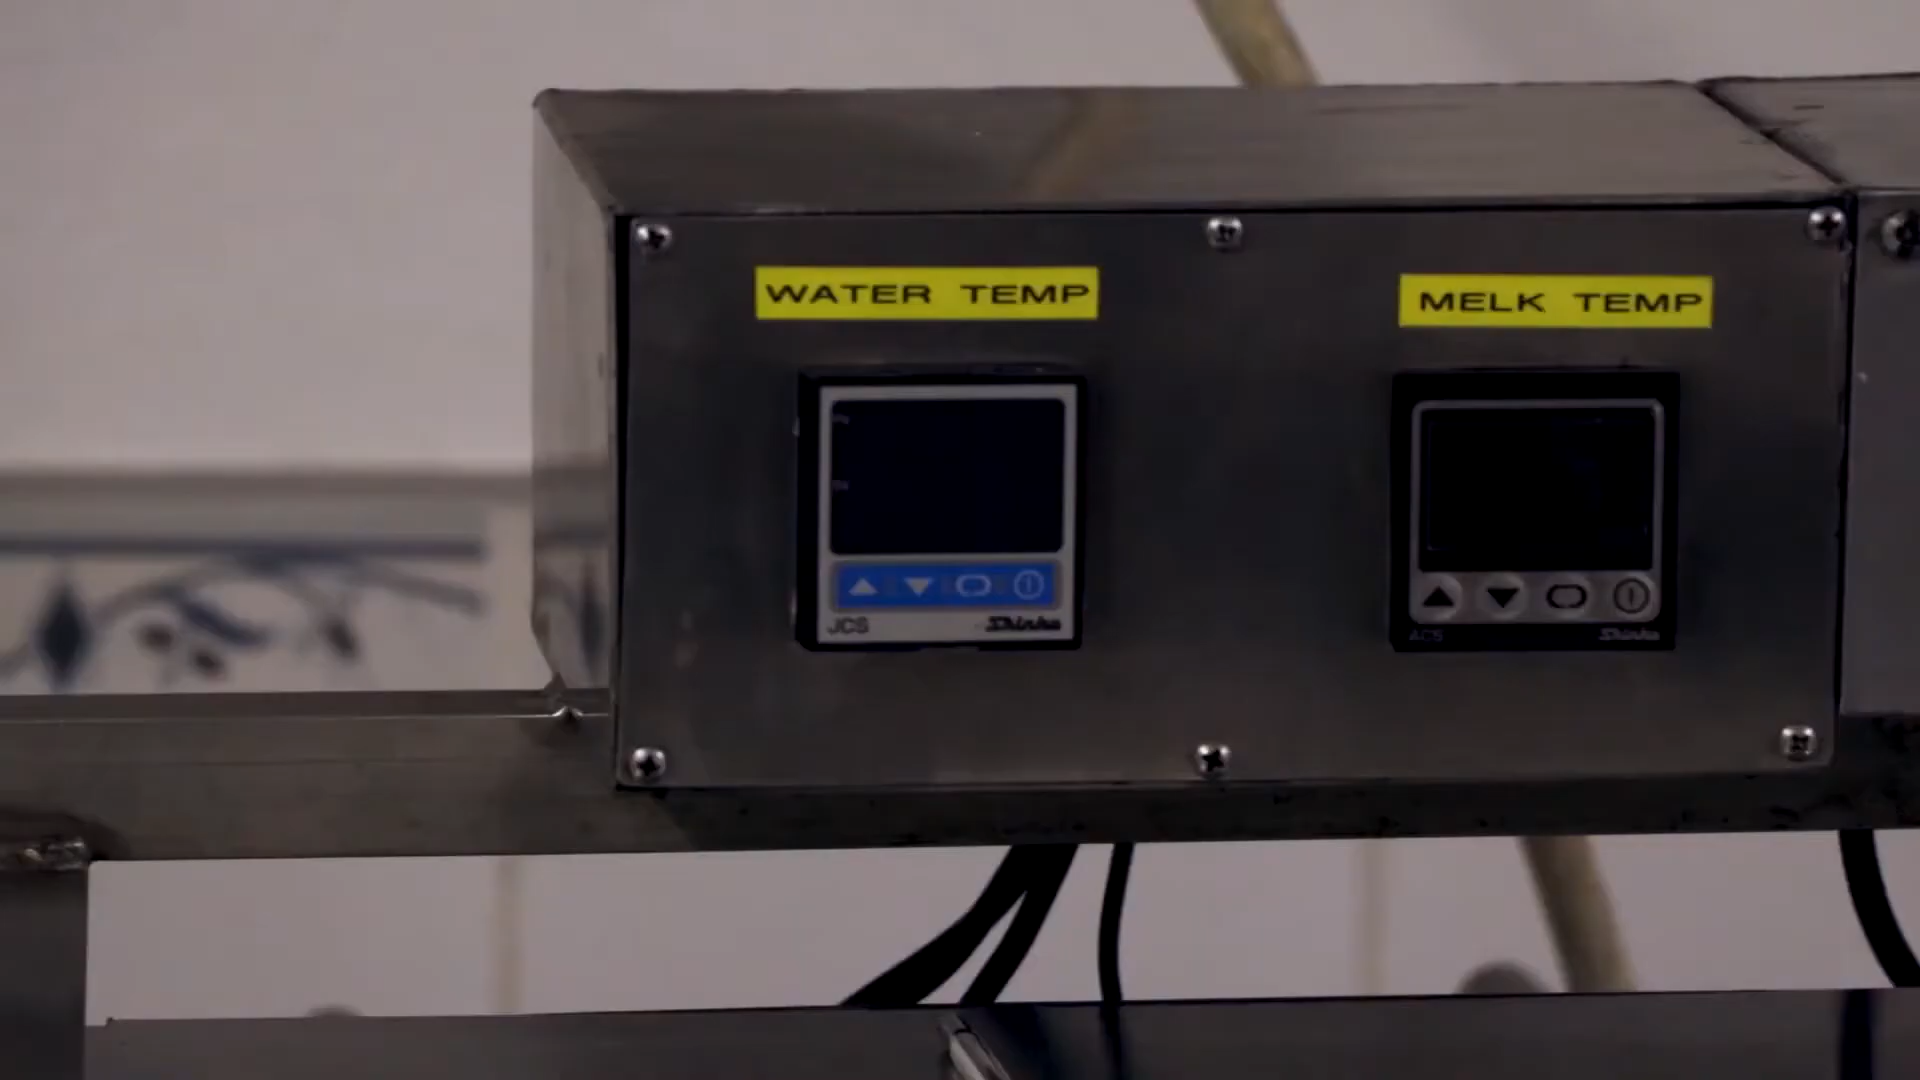 WATER TEMP
MELK TEMP
JCS
Shinko
ACS
Shinko